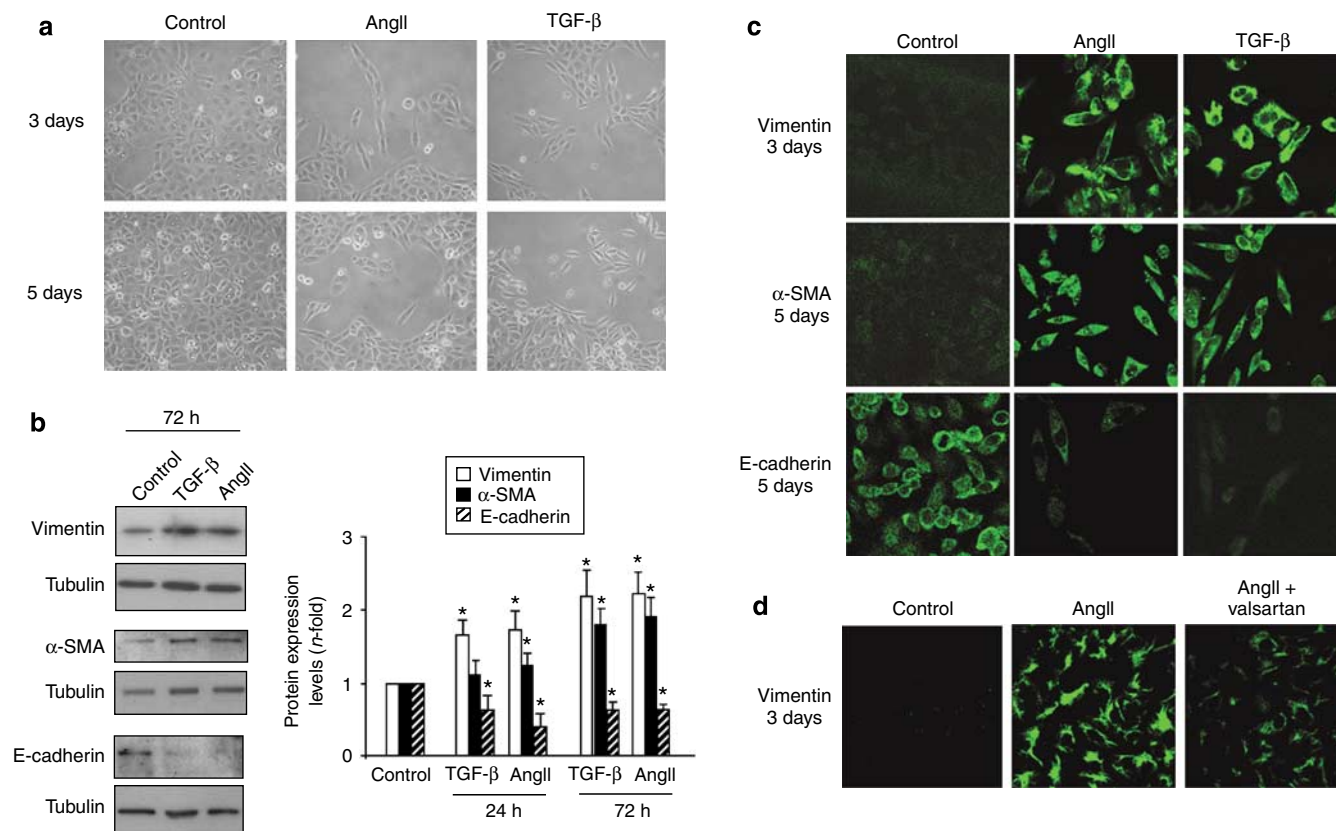 a
Control
AngII
TGF-β
3 days
5 days
b
72 h
Control
TGF-β
AngII
Vimentin
Tubulin
α-SMA
Tubulin
E-cadherin
Tubulin
Vimentin
α-SMA
E-cadherin
Protein expression
levels (n-fold)
3
2
1
0
* * * * * * * * *
* *
Control
TGF-β
AngII
TGF-β
AngII
24 h
72 h
c
Control
AngII
TGF-β
Vimentin
3 days
α-SMA
5 days
E-cadherin
5 days
d
Control
AngII
AngII +
valsartan
Vimentin
3 days